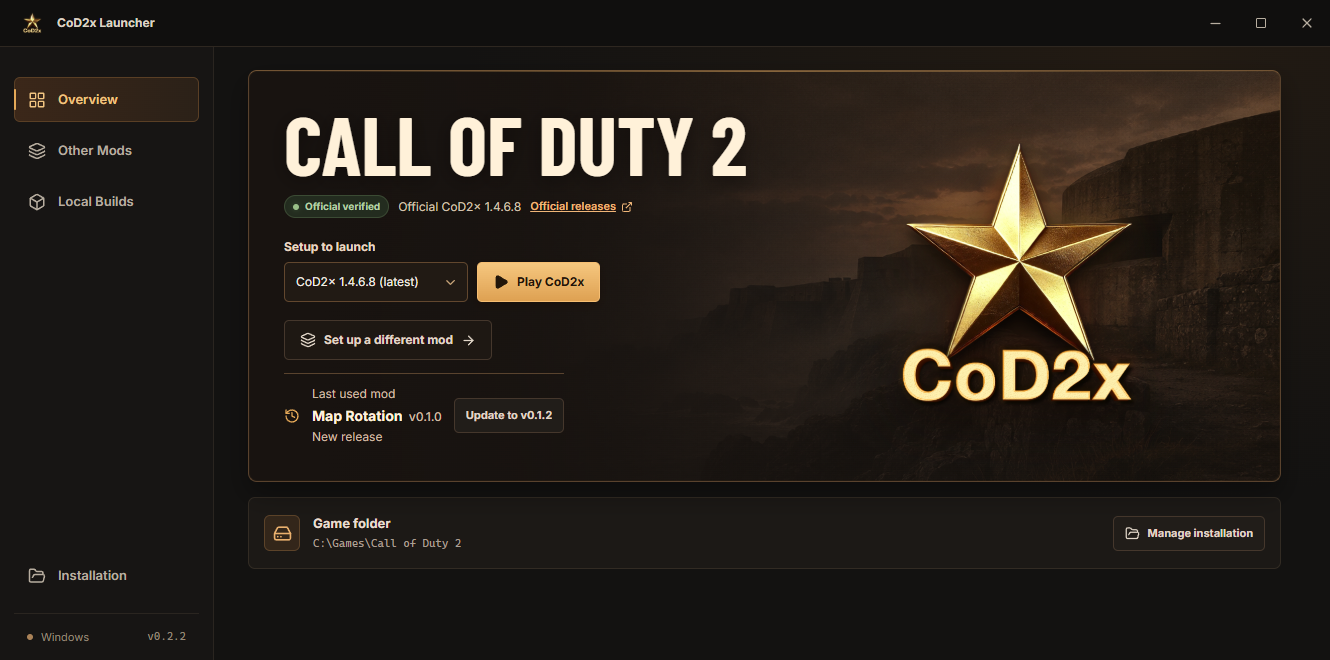 CoD2x
CoD2x Launcher
Overview
Other Mods
Local Builds
Installation
Windows v0.2.2
CALL OF DUTY 2
Official verified Official CoD2× 1.4.6.8 Official releases
Setup to launch
CoD2× 1.4.6.8 (latest) Play CoD2x
Set up a different mod
Last used mod
Map Rotation v0.1.0 Update to v0.1.2
New release
CoD2x
Game folder
C:\Games\Call of Duty 2
Manage installation